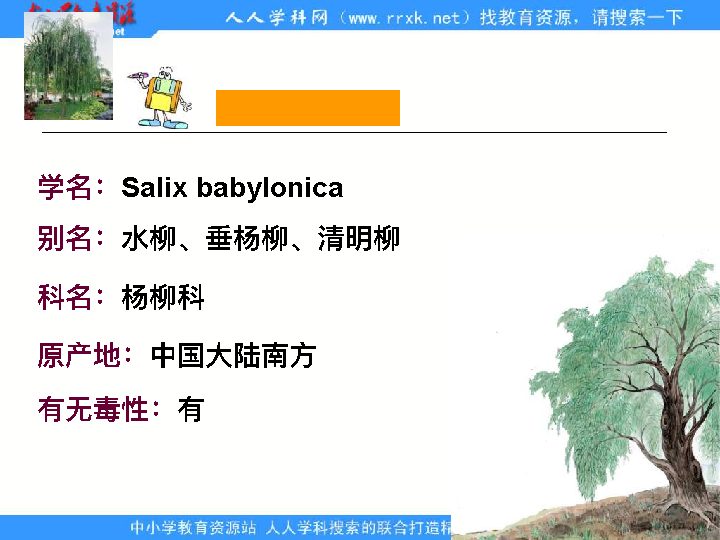 人人学科网（www.rrxk.net）找教育资源，请搜索一下
学名：Salix babylonica
别名：水柳、垂杨柳、清明柳
科名：杨柳科
原产地：中国大陆南方
有无毒性：有
中小学教育资源站 人人学科搜索的联合打造精